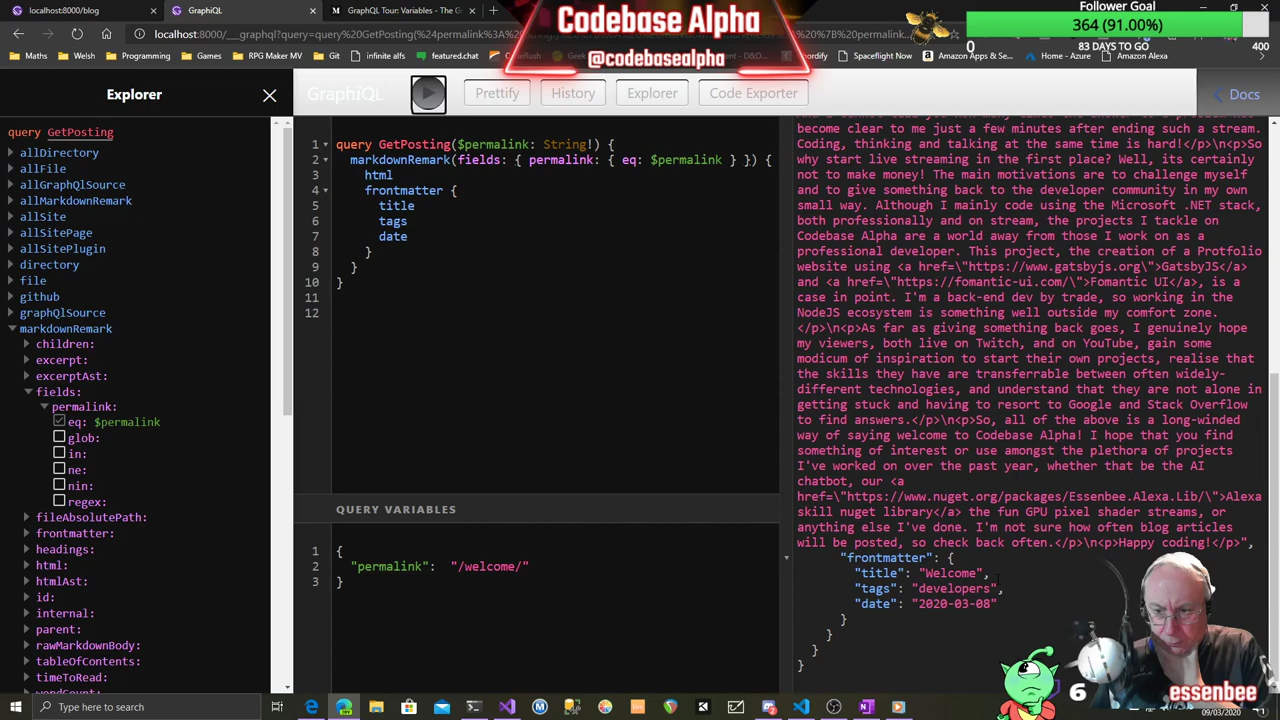 localhost:8000/blog
GraphiQL
GraphQL Tour: Variables - The G
Codebase Alpha
@codebasealpha
Follower Goal
364 (91.00%)
0
83 DAYS TO GO
400
localhost:8000/___graphql?query=query%20GetPosting(%24permalink%3A%
Programming
Games
RPG Maker MV
Git
infinite alfs
featured.chat
Spaceflight Now
Amazon Apps & Se...
Home - Azure
Amazon Alexa
Explorer
GraphiQL
Prettify
History
Explorer
Code Exporter
Docs
query GetPosting
allDirectory
allFile
allGraphQlSource
allMarkdownRemark
allSite
allSitePage
allSitePlugin
directory
file
github
graphQlSource
markdownRemark
children:
excerpt:
excerptAst:
fields:
permalink:
eq: $permalink
glob:
in:
ne:
nin:
regex:
fileAbsolutePath:
frontmatter:
headings:
html:
htmlAst:
id:
internal:
parent:
rawMarkdownBody:
tableOfContents:
timeToRead:
1 query GetPosting($permalink: String!) {
2 markdownRemark(fields: { permalink: { eq: $permalink } }) {
3 html
4 frontmatter {
5 title
6 tags
7 date
8 }
9 }
10 }
11
12
QUERY VARIABLES
1 {
2 "permalink": "/welcome/"
3 }
become clear to me just a few minutes after ending such a stream.
Coding, thinking and talking at the same time is hard!</p>\n<p>So
why start live streaming in the first place? Well, its certainly
not to make money! The main motivations are to challenge myself
and to give something back to the developer community in my own
small way. Although I mainly code using the Microsoft .NET stack,
both professionally and on stream, the projects I tackle on
Codebase Alpha are a world away from those I work on as a
professional developer. This project, the creation of a Protfolio
website using <a href=\"https://www.gatsbyjs.org\">GatsbyJS</a>
and <a href=\"https://fomantic-ui.com/\">Fomantic UI</a>, is a
case in point. I'm a back-end dev by trade, so working in the
NodeJS ecosystem is something well outside my comfort zone.
</p>\n<p>As far as giving something back goes, I genuinely hope
my viewers, both live on Twitch, and on YouTube, gain some
modicum of inspiration to start their own projects, realise that
the skills they have are transferrable between often widely-
different technologies, and understand that they are not alone in
getting stuck and having to resort to Google and Stack Overflow
to find answers.</p>\n<p>So, all of the above is a long-winded
way of saying welcome to Codebase Alpha! I hope that you find
something of interest or use amongst the plethora of projects
I've worked on over the past year, whether that be the AI
chatbot, our <a
href=\"https://www.nuget.org/packages/Essenbee.Alexa.Lib/\">Alexa
skill nuget library</a> the fun GPU pixel shader streams, or
anything else I've done. I'm not sure how often blog articles
will be posted, so check back often.</p>\n<p>Happy coding!</p>",
"frontmatter": {
"title": "Welcome",
"tags": "developers",
"date": "2020-03-08"
}
}
}
}
6
essenbee
Type here to search
09/03/2020